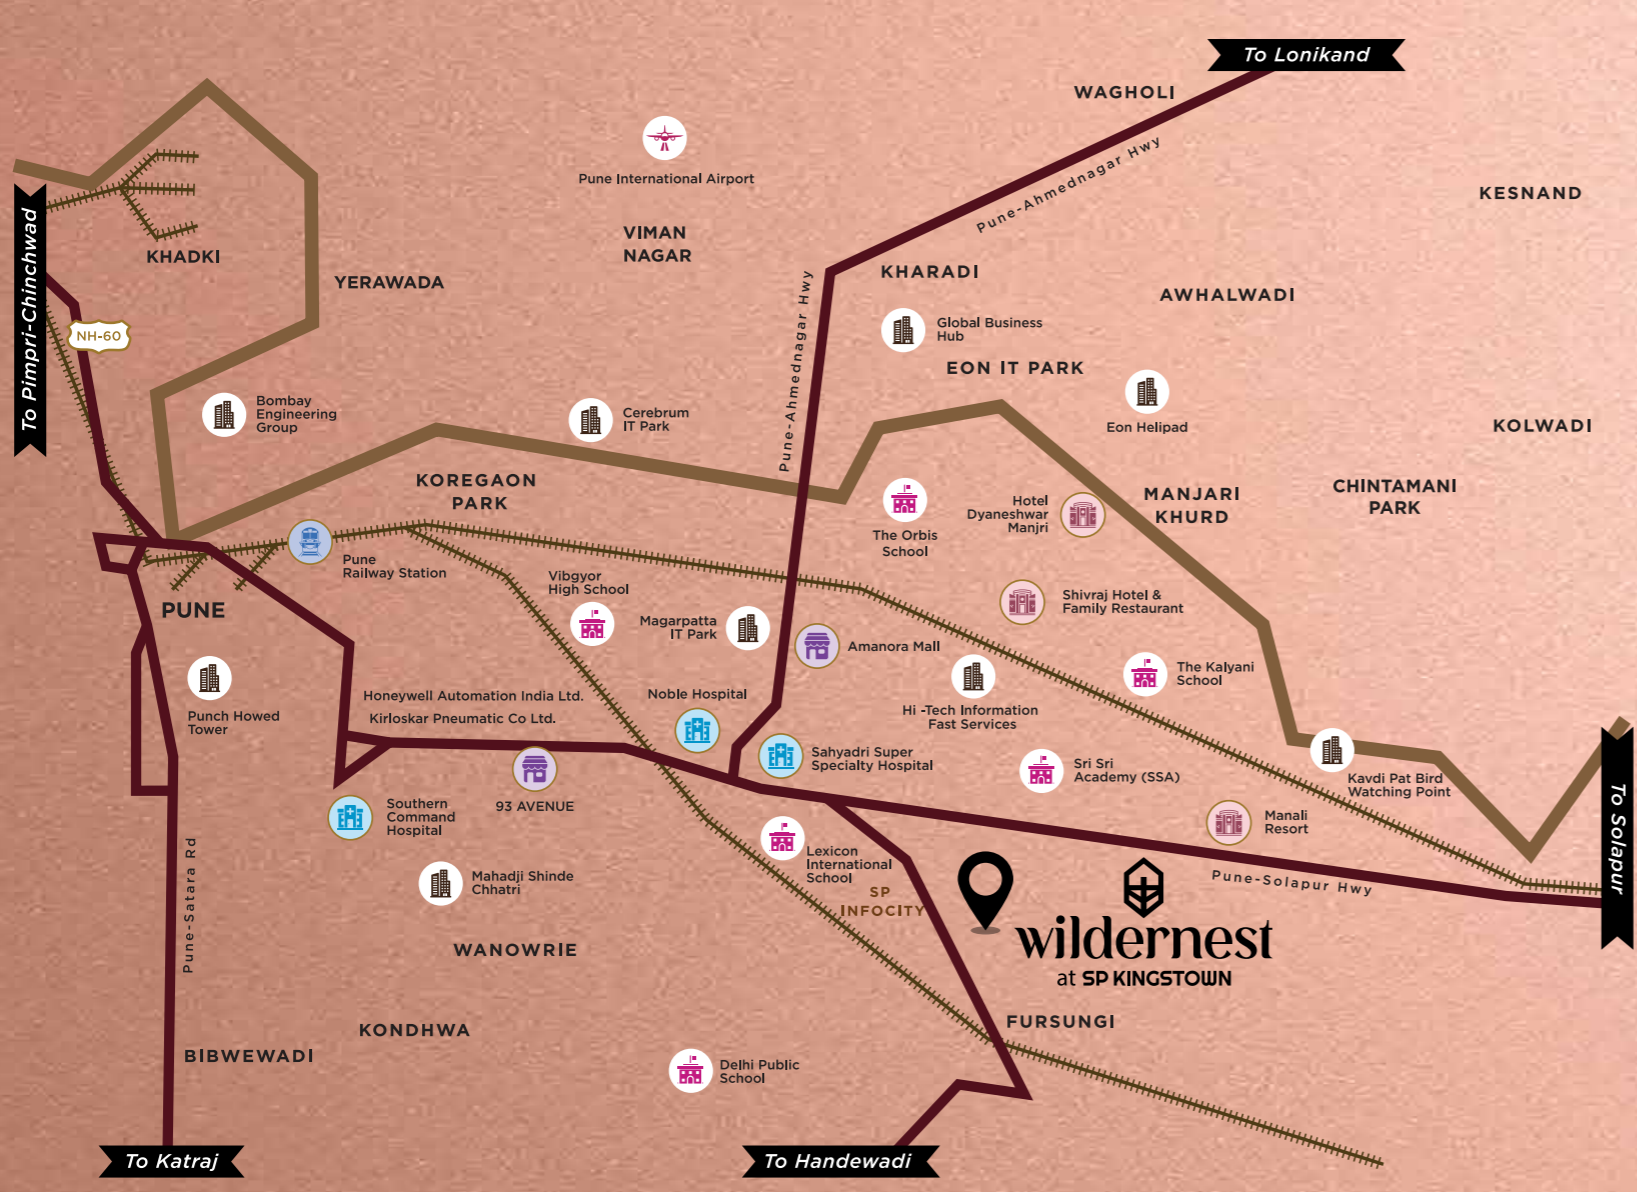 To Lonikand
WAGHOLI
Pune-Ahmednagar Hwy
Pune International Airport
KESNAND
To Pimpri-Chinchwad
VIMAN
NAGAR
KHADKI
YERAWADA
KHARADI
AWHALWADI
NH-60
Pune-Ahmednagar Hwy
Global Business
Hub
EON IT PARK
Bombay
Engineering
Group
Cerebrum
IT Park
Eon Helipad
KOLWADI
KOREGAON
PARK
CHINTAMANI
PARK
MANJARI
KHURD
Hotel
Dyaneshwar
Manjri
The Orbis
School
Pune
Railway Station
Vibgyor
High School
PUNE
Shivraj Hotel &
Family Restaurant
Magarpatta
IT Park
Amanora Mall
The Kalyani
School
Punch Howed
Tower
Honeywell Automation India Ltd.
Kirloskar Pneumatic Co Ltd.
Noble Hospital
Hi -Tech Information
Fast Services
Sahyadri Super
Specialty Hospital
Sri Sri
Academy (SSA)
Kavdi Pat Bird
Watching Point
To Solapur
93 AVENUE
Southern
Command
Hospital
Manali
Resort
Lexicon
International
School
Pune-Satara Rd
Mahadji Shinde
Chhatri
SP
INFOCITY
Pune-Solapur Hwy
wildernest
at SP KINGSTOWN
WANOWRIE
FURSUNGI
KONDHWA
BIBWEWADI
Delhi Public
School
To Katraj
To Handewadi